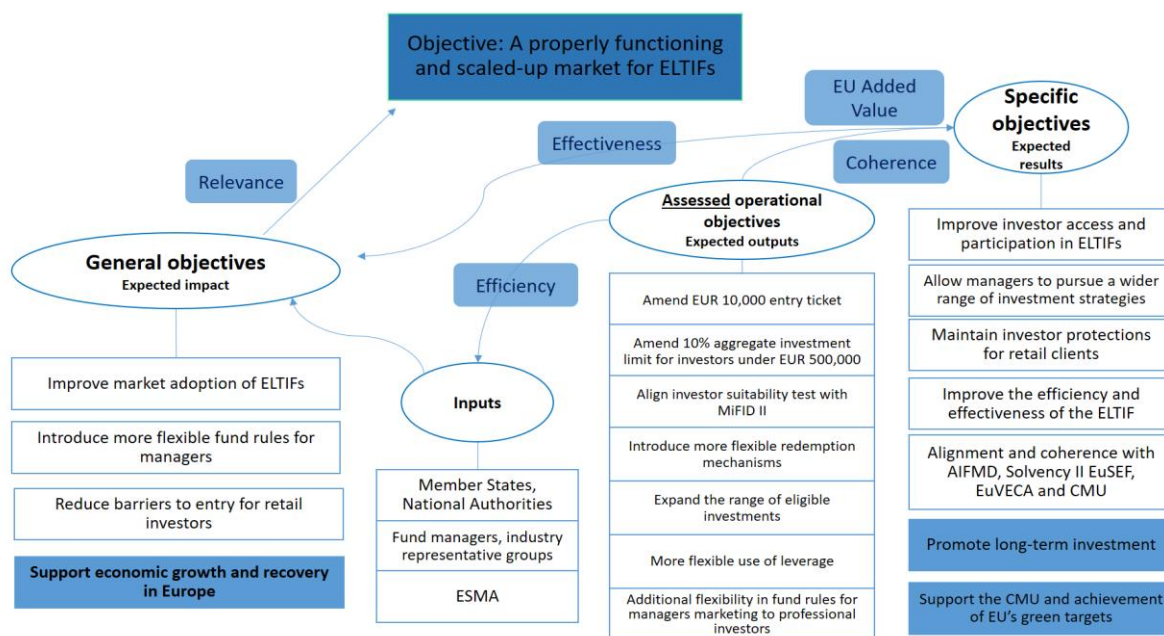 Objective: A properly functioning
and scaled-up market for ELTIFs
EU Added
Value
Specific
objectives
Expected
results
Effectiveness
Coherence
Relevance
Assessed operational
objectives
Expected outputs
General objectives
Expected impact
Efficiency
Inputs
Improve market adoption of ELTIFs
Introduce more flexible fund rules for
managers
Reduce barriers to entry for retail
investors
Support economic growth and recovery
in Europe
Member States,
National Authorities
Fund managers, industry
representative groups
ESMA
Amend EUR 10,000 entry ticket
Amend 10% aggregate investment
limit for investors under EUR 500,000
Align investor suitability test with
MiFID II
Introduce more flexible redemption
mechanisms
Expand the range of eligible
investments
More flexible use of leverage
Additional flexibility in fund rules for
managers marketing to professional
investors
Improve investor access and
participation in ELTIFs
Allow managers to pursue a wider
range of investment strategies
Maintain investor protections
for retail clients
Improve the efficiency and
effectiveness of the ELTIF
Alignment and coherence with
AIFMD, Solvency II EuSEF,
EuVECA and CMU
Promote long-term investment
Support the CMU and achievement
of EU's green targets